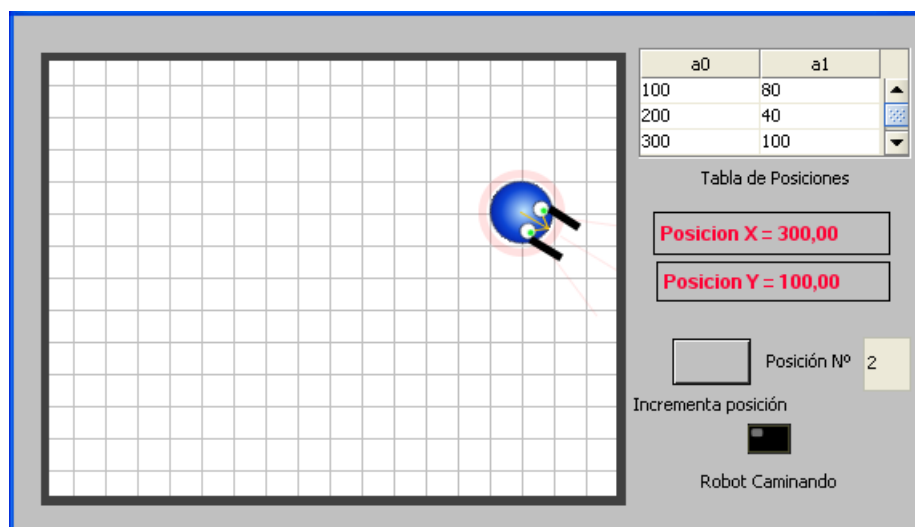 a0 a1
100 80
200 40
300 100
Tabla de Posiciones
Posicion X = 300,00
Posicion Y = 100,00
Posición Nº 2
Incrementa posición
Robot Caminando